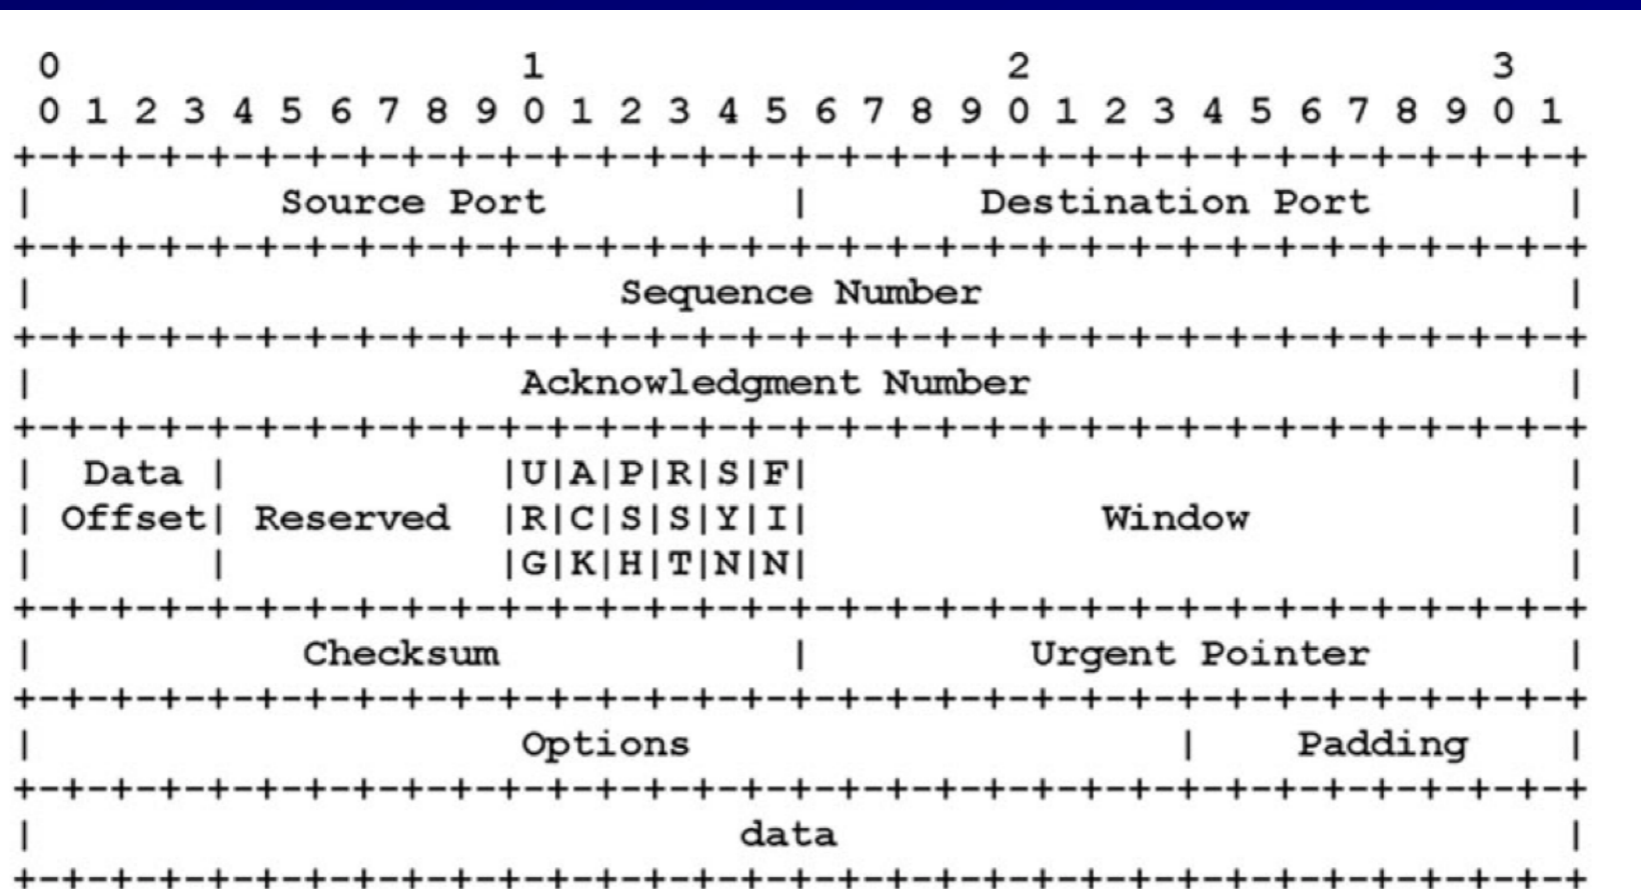 0 1 2 3
0 1 2 3 4 5 6 7 8 9 0 1 2 3 4 5 6 7 8 9 0 1 2 3 4 5 6 7 8 9 0 1
+-+-+-+-+-+-+-+-+-+-+-+-+-+-+-+-+-+-+-+-+-+-+-+-+-+-+-+-+-+-+-+-+
| Source Port | Destination Port |
+-+-+-+-+-+-+-+-+-+-+-+-+-+-+-+-+-+-+-+-+-+-+-+-+-+-+-+-+-+-+-+-+
| Sequence Number |
+-+-+-+-+-+-+-+-+-+-+-+-+-+-+-+-+-+-+-+-+-+-+-+-+-+-+-+-+-+-+-+-+
| Acknowledgment Number |
+-+-+-+-+-+-+-+-+-+-+-+-+-+-+-+-+-+-+-+-+-+-+-+-+-+-+-+-+-+-+-+-+
| Data | |U|A|P|R|S|F| |
| Offset| Reserved |R|C|S|S|Y|I| Window |
| | |G|K|H|T|N|N| |
+-+-+-+-+-+-+-+-+-+-+-+-+-+-+-+-+-+-+-+-+-+-+-+-+-+-+-+-+-+-+-+-+
| Checksum | Urgent Pointer |
+-+-+-+-+-+-+-+-+-+-+-+-+-+-+-+-+-+-+-+-+-+-+-+-+-+-+-+-+-+-+-+-+
| Options | Padding |
+-+-+-+-+-+-+-+-+-+-+-+-+-+-+-+-+-+-+-+-+-+-+-+-+-+-+-+-+-+-+-+-+
| data |
+-+-+-+-+-+-+-+-+-+-+-+-+-+-+-+-+-+-+-+-+-+-+-+-+-+-+-+-+-+-+-+-+